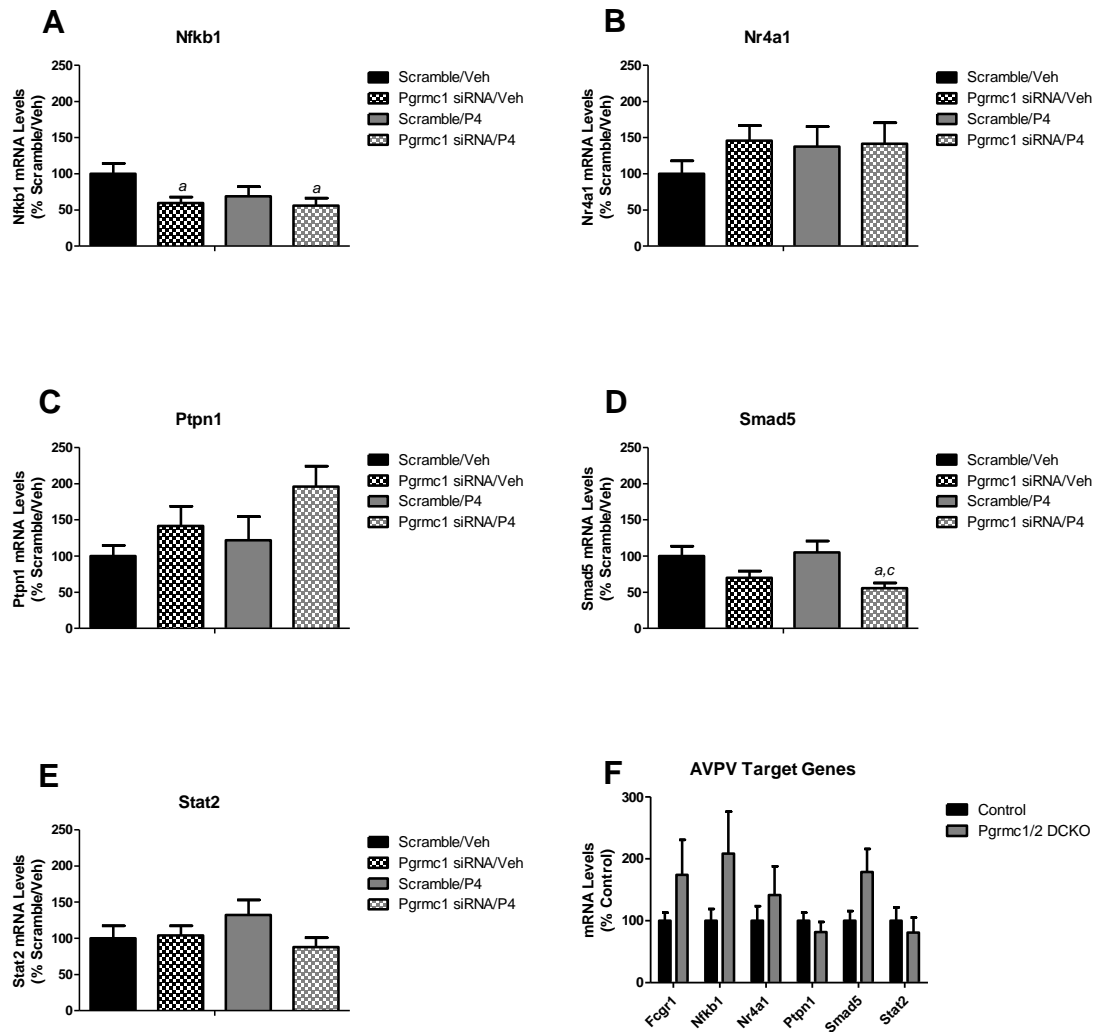 A
Nfkb1
Nfkb1 mRNA Levels
(% Scramble/Veh)
250
200
150
100
50
0
a
a
Scramble/Veh
Pgrmc1 siRNA/Veh
Scramble/P4
Pgrmc1 siRNA/P4
B
Nr4a1
Nr4a1 mRNA Levels
(% Scramble/Veh)
250
200
150
100
50
0
Scramble/Veh
Pgrmc1 siRNA/Veh
Scramble/P4
Pgrmc1 siRNA/P4
C
Ptpn1
Ptpn1 mRNA Levels
(% Scramble/Veh)
250
200
150
100
50
0
Scramble/Veh
Pgrmc1 siRNA/Veh
Scramble/P4
Pgrmc1 siRNA/P4
D
Smad5
Smad5 mRNA Levels
(% Scramble/Veh)
250
200
150
100
50
0
a,c
Scramble/Veh
Pgrmc1 siRNA/Veh
Scramble/P4
Pgrmc1 siRNA/P4
E
Stat2
Stat2 mRNA Levels
(% Scramble/Veh)
250
200
150
100
50
0
Scramble/Veh
Pgrmc1 siRNA/Veh
Scramble/P4
Pgrmc1 siRNA/P4
F
AVPV Target Genes
mRNA Levels
(% Control)
300
200
100
0
Fcgr1
Nfkb1
Nr4a1
Ptpn1
Smad5
Stat2
Control
Pgrmc1/2 DCKO